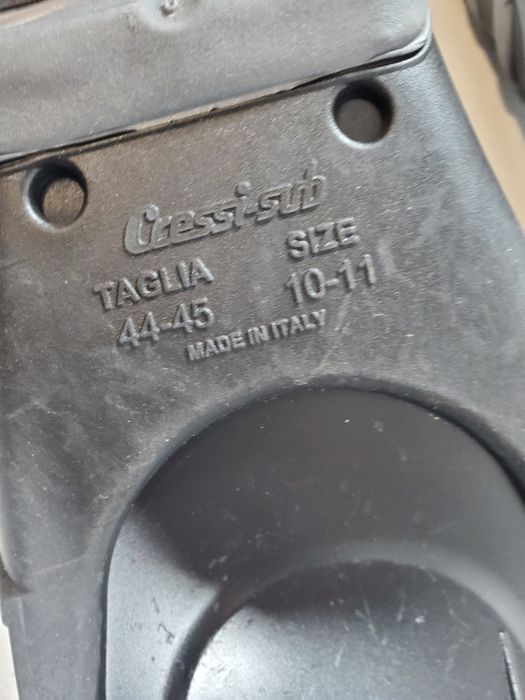 Cressi-sub
TAGLIA SIZE
44-45 10-11
MADE IN ITALY